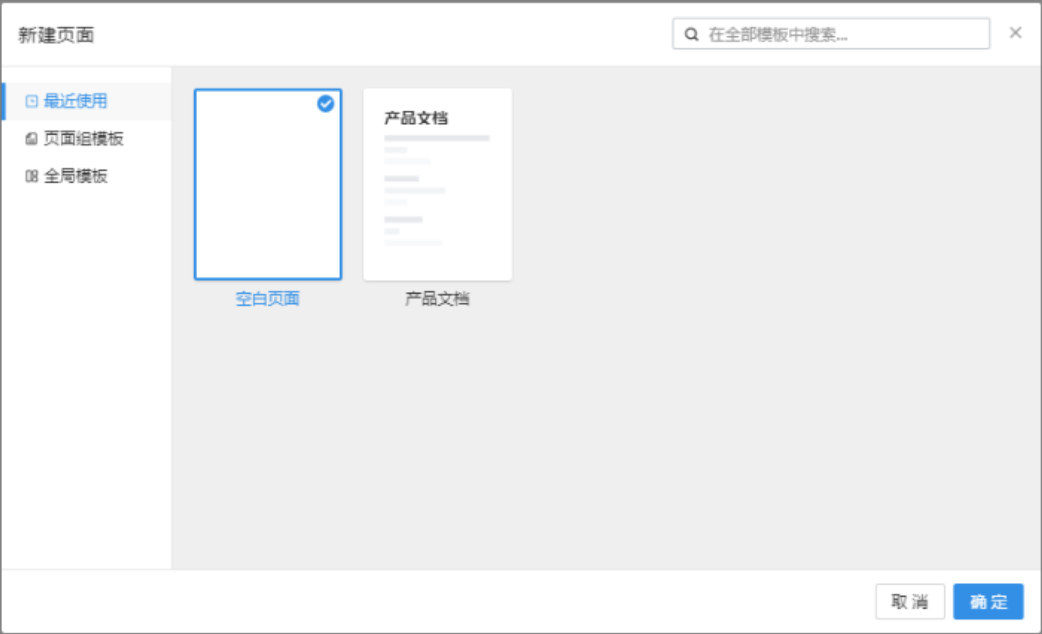 新建页面
在全部模板中搜索...
最近使用
页面组模板
全局模板
产品文档
空白页面
产品文档
取消
确定